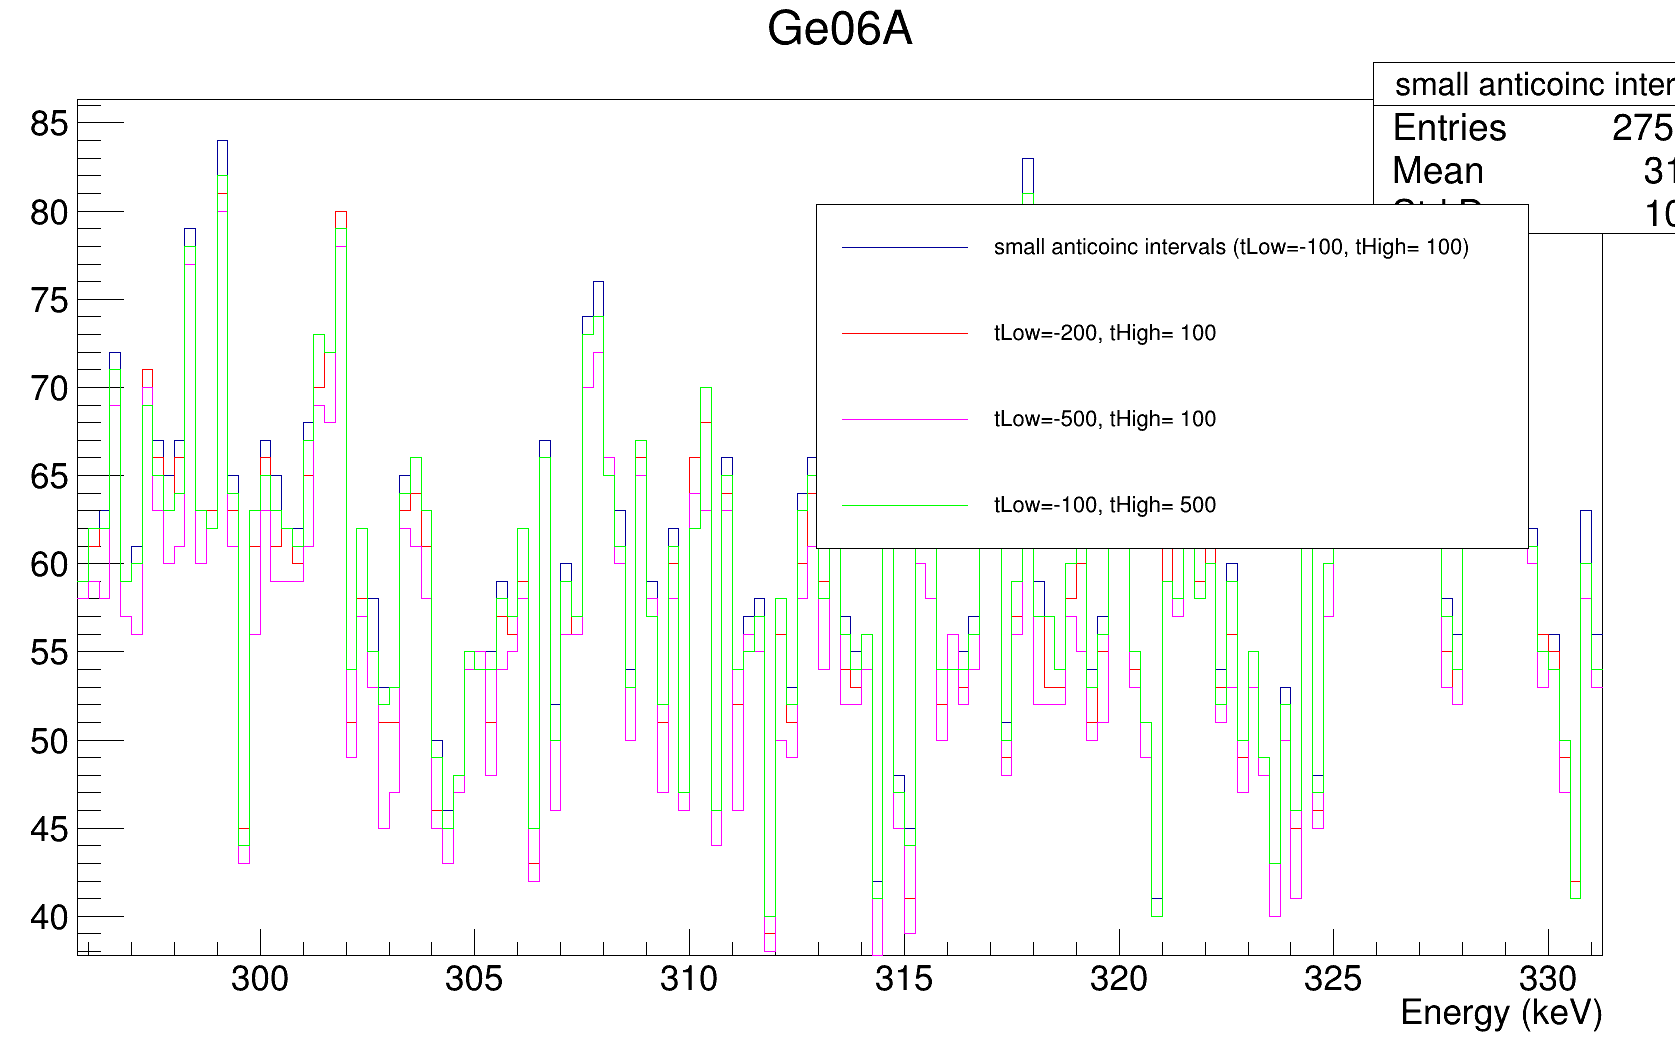 Ge06A
small anticoinc inter
Entries 275
Mean 31
10
small anticoinc intervals (tLow=-100, tHigh= 100)
tLow=-200, tHigh= 100
tLow=-500, tHigh= 100
tLow=-100, tHigh= 500
85
80
75
70
65
60
55
50
45
40
300 305 310 315 320 325 330
Energy (keV)